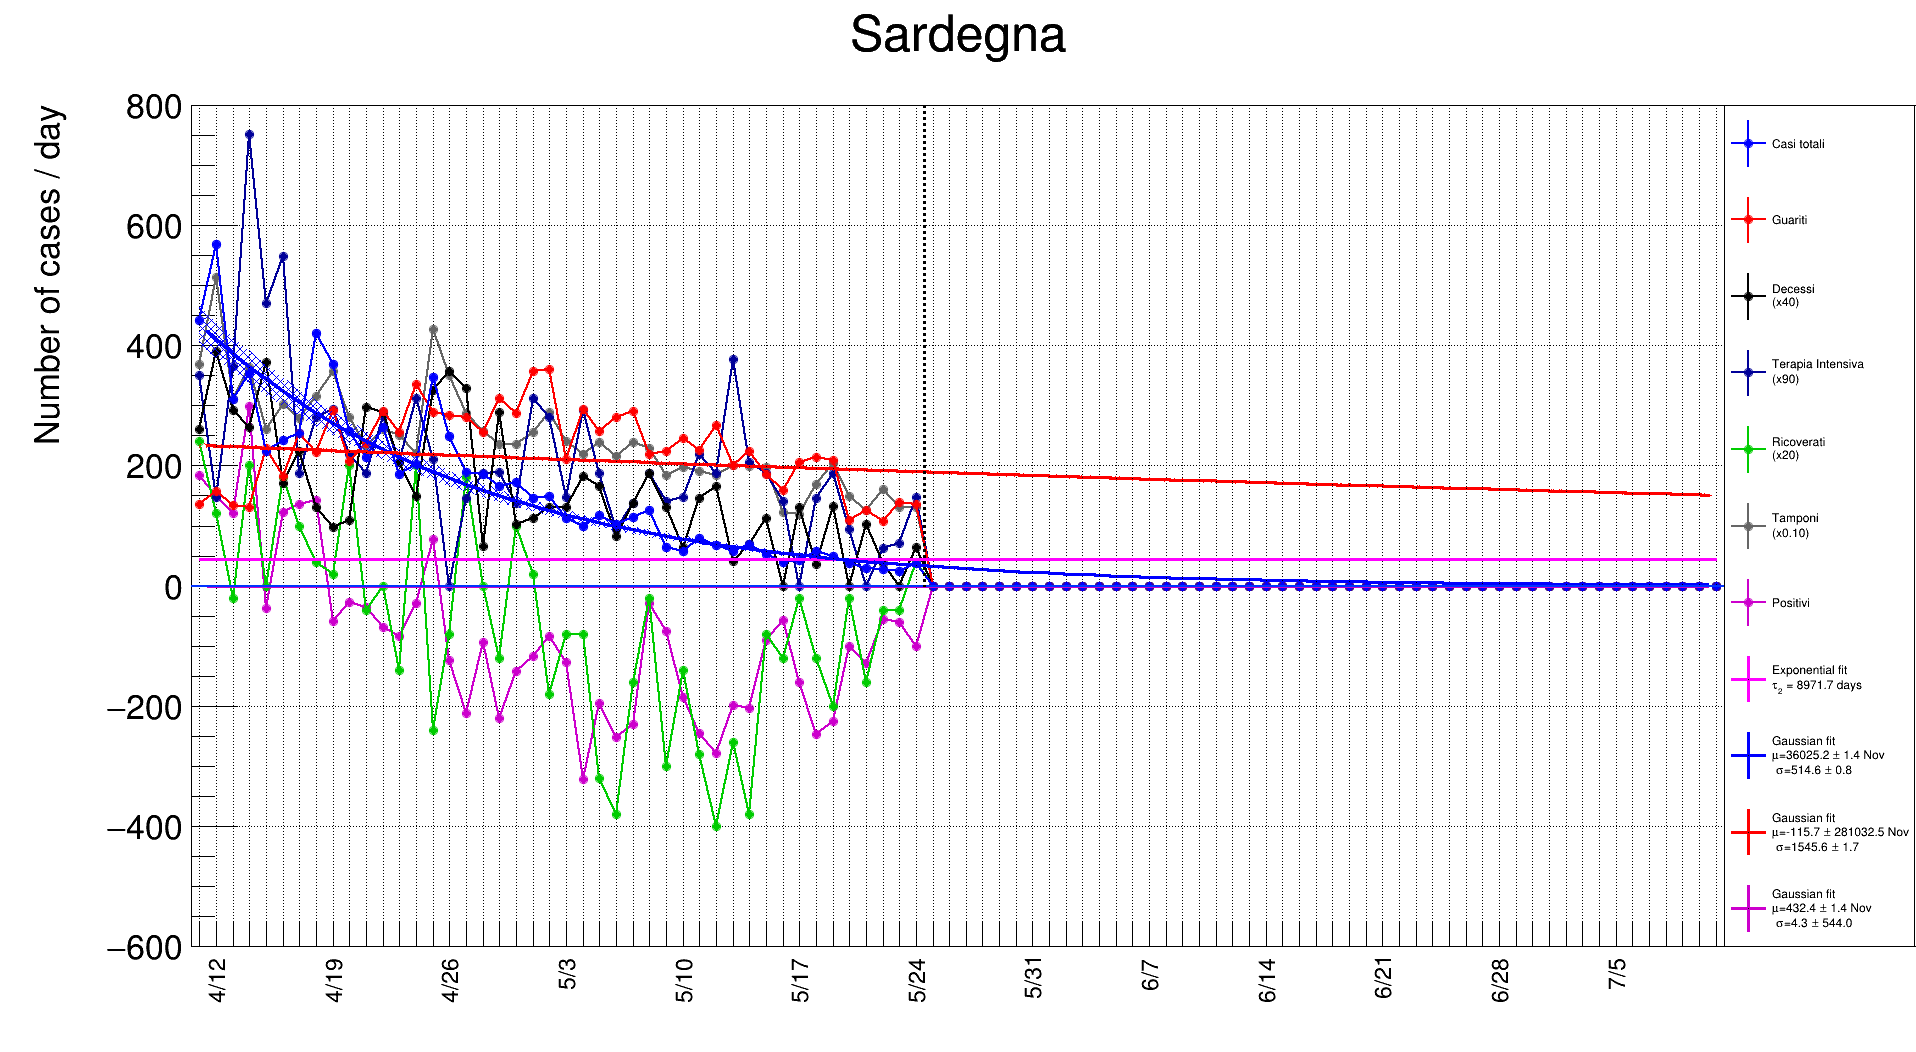 Sardegna
Number of cases / day
800
600
400
200
0
−200
−400
−600
4/12
4/19
4/26
5/3
5/10
5/17
5/24
5/31
6/7
6/14
6/21
6/28
7/5
Casi totali
Guariti
Decessi
(x40)
Terapia Intensiva
(x90)
Ricoverati
(x20)
Tamponi
(x0.10)
Positivi
Exponential fit
τ2 = 8971.7 days
Gaussian fit
μ=36025.2 ± 1.4 Nov
σ=514.6 ± 0.8
Gaussian fit
μ=-115.7 ± 281032.5 Nov
σ=1545.6 ± 1.7
Gaussian fit
μ=432.4 ± 1.4 Nov
σ=4.3 ± 544.0